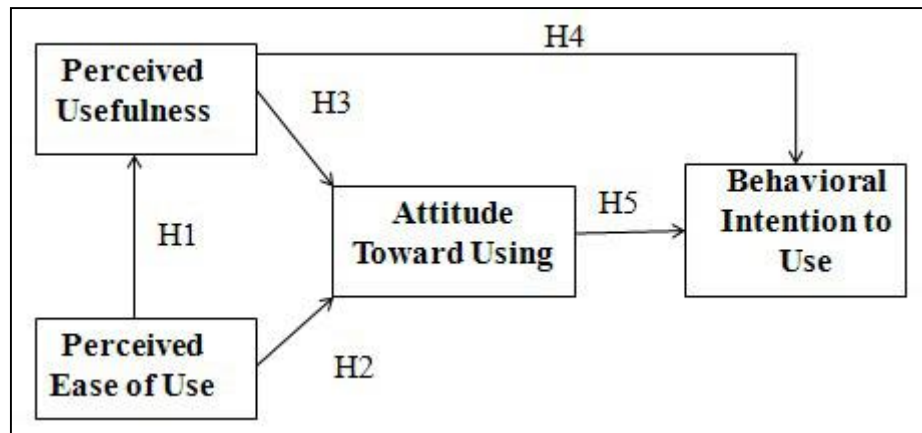 H4
Perceived
Usefulness
H3
Attitude
Toward Using
H5
Behavioral
Intention to
Use
H1
Perceived
Ease of Use
H2